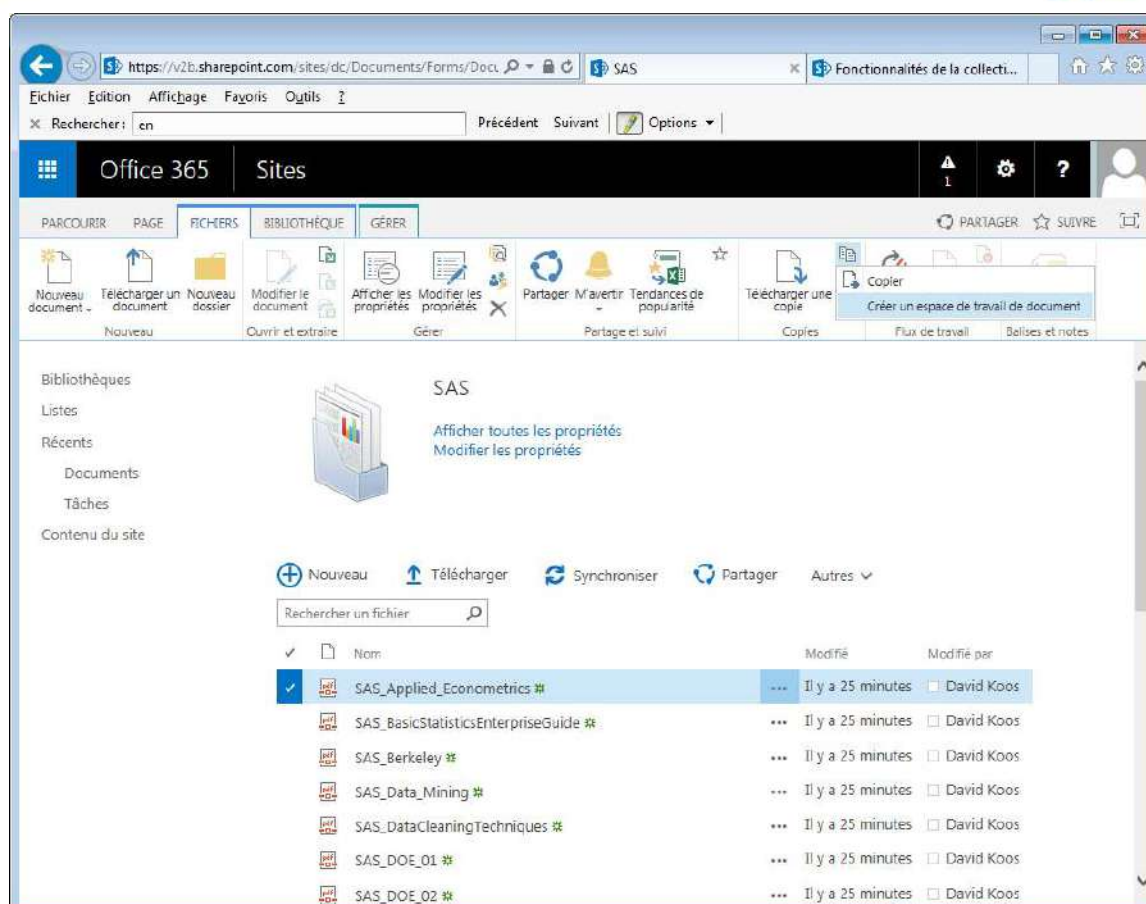 https://v2b.sharepoint.com/sites/dc/Documents/Forms/Docu
SAS
Fonctionnalités de la collecti...
Fichier Edition Affichage Favoris Outils ?
Rechercher: en Précédent Suivant Options
Office 365 Sites 1 ?
PARCOURIR PAGE FICHIERS BIBLIOTHÈQUE GÉRER PARTAGER SUIVRE
Nouveau document
Télécharger un document
Nouveau dossier
Modifier le document
Afficher les propriétés
Modifier les propriétés
Partager
M'avertir
Tendances de popularité
Télécharger une copie
Copier
Créer un espace de travail de document
Nouveau Ouvrir et extraire Gérer Partage et suivi Copies Flux de travail Balises et notes
Bibliothèques
Listes
Récents
Documents
Tâches
Contenu du site
SAS
Afficher toutes les propriétés
Modifier les propriétés
Nouveau Télécharger Synchroniser Partager Autres
Rechercher un fichier
Nom Modifié Modifié par
SAS_Applied_Econometrics ... Il y a 25 minutes David Koos
SAS_BasicStatisticsEnterpriseGuide ... Il y a 25 minutes David Koos
SAS_Berkeley ... Il y a 25 minutes David Koos
SAS_Data_Mining ... Il y a 25 minutes David Koos
SAS_DataCleaningTechniques ... Il y a 25 minutes David Koos
SAS_DOE_01 ... Il y a 25 minutes David Koos
SAS_DOE_02 ... Il y a 25 minutes David Koos